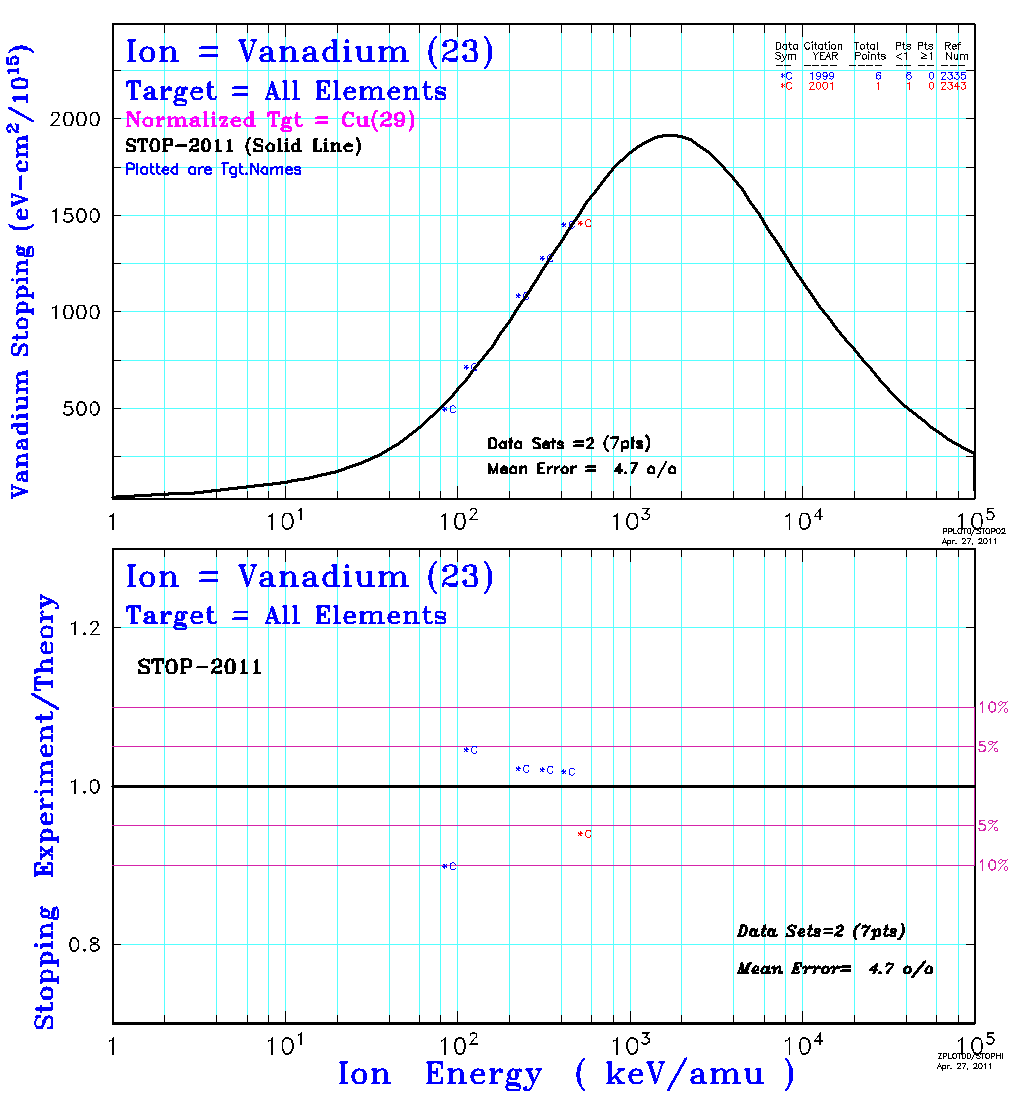 Ion = Vanadium (23)
Target = All Elements
Normalized Tgt = Cu(29)
STOP-2011 (Solid Line)
Plotted are Tgt.Names
Data Citation Total Pts Pts Ref
Sym YEAR Points <1 ≥1 Num
*C 1999 6 6 0 2335
*C 2001 1 1 0 2343
Vanadium Stopping (eV-cm²/10¹⁵)
2000
1500
1000
500
*C
*C
*C
*C
*C
*C
Data Sets =2 (7pts)
Mean Error = 4.7 o/o
1 10¹ 10² 10³ 10⁴ 10⁵
PPLOTD/STOPO2
Apr. 27, 2011
Ion = Vanadium (23)
Target = All Elements
STOP-2011
Stopping Experiment/Theory
1.2
1.0
0.8
10%
5%
5%
10%
*C
*C *C *C
*C
*C
Data Sets=2 (7pts)
Mean Error= 4.7 o/o
1 10¹ 10² 10³ 10⁴ 10⁵
ZPLOTDD/STOPHI
Apr. 27, 2011
Ion Energy ( keV/amu )